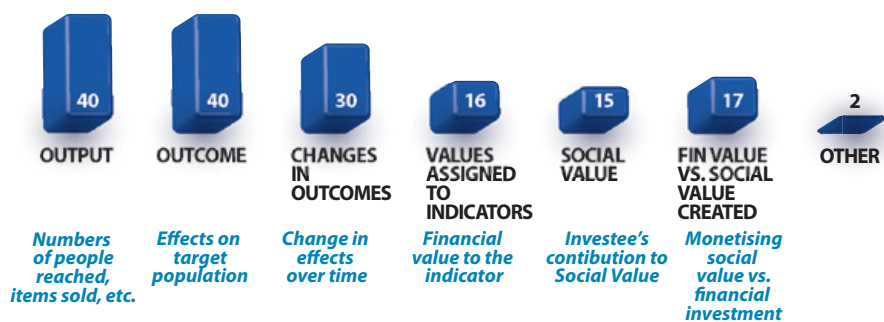 40
40
30
16
15
17
2
OUTPUT
OUTCOME
CHANGES
IN
OUTCOMES
VALUES
ASSIGNED
TO
INDICATORS
SOCIAL
VALUE
FIN VALUE
VS. SOCIAL
VALUE
CREATED
OTHER
Numbers
of people
reached,
items sold, etc.
Effects on
target
population
Change in
effects
over time
Financial
value to the
indicator
Investee's
contibution to
Social Value
Monetising
social
value vs.
financial
investment